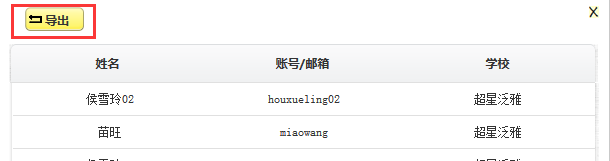 导出
X
姓名 账号/邮箱 学校
侯雪玲02 houxueling02 超星泛雅
苗旺 miaowang 超星泛雅